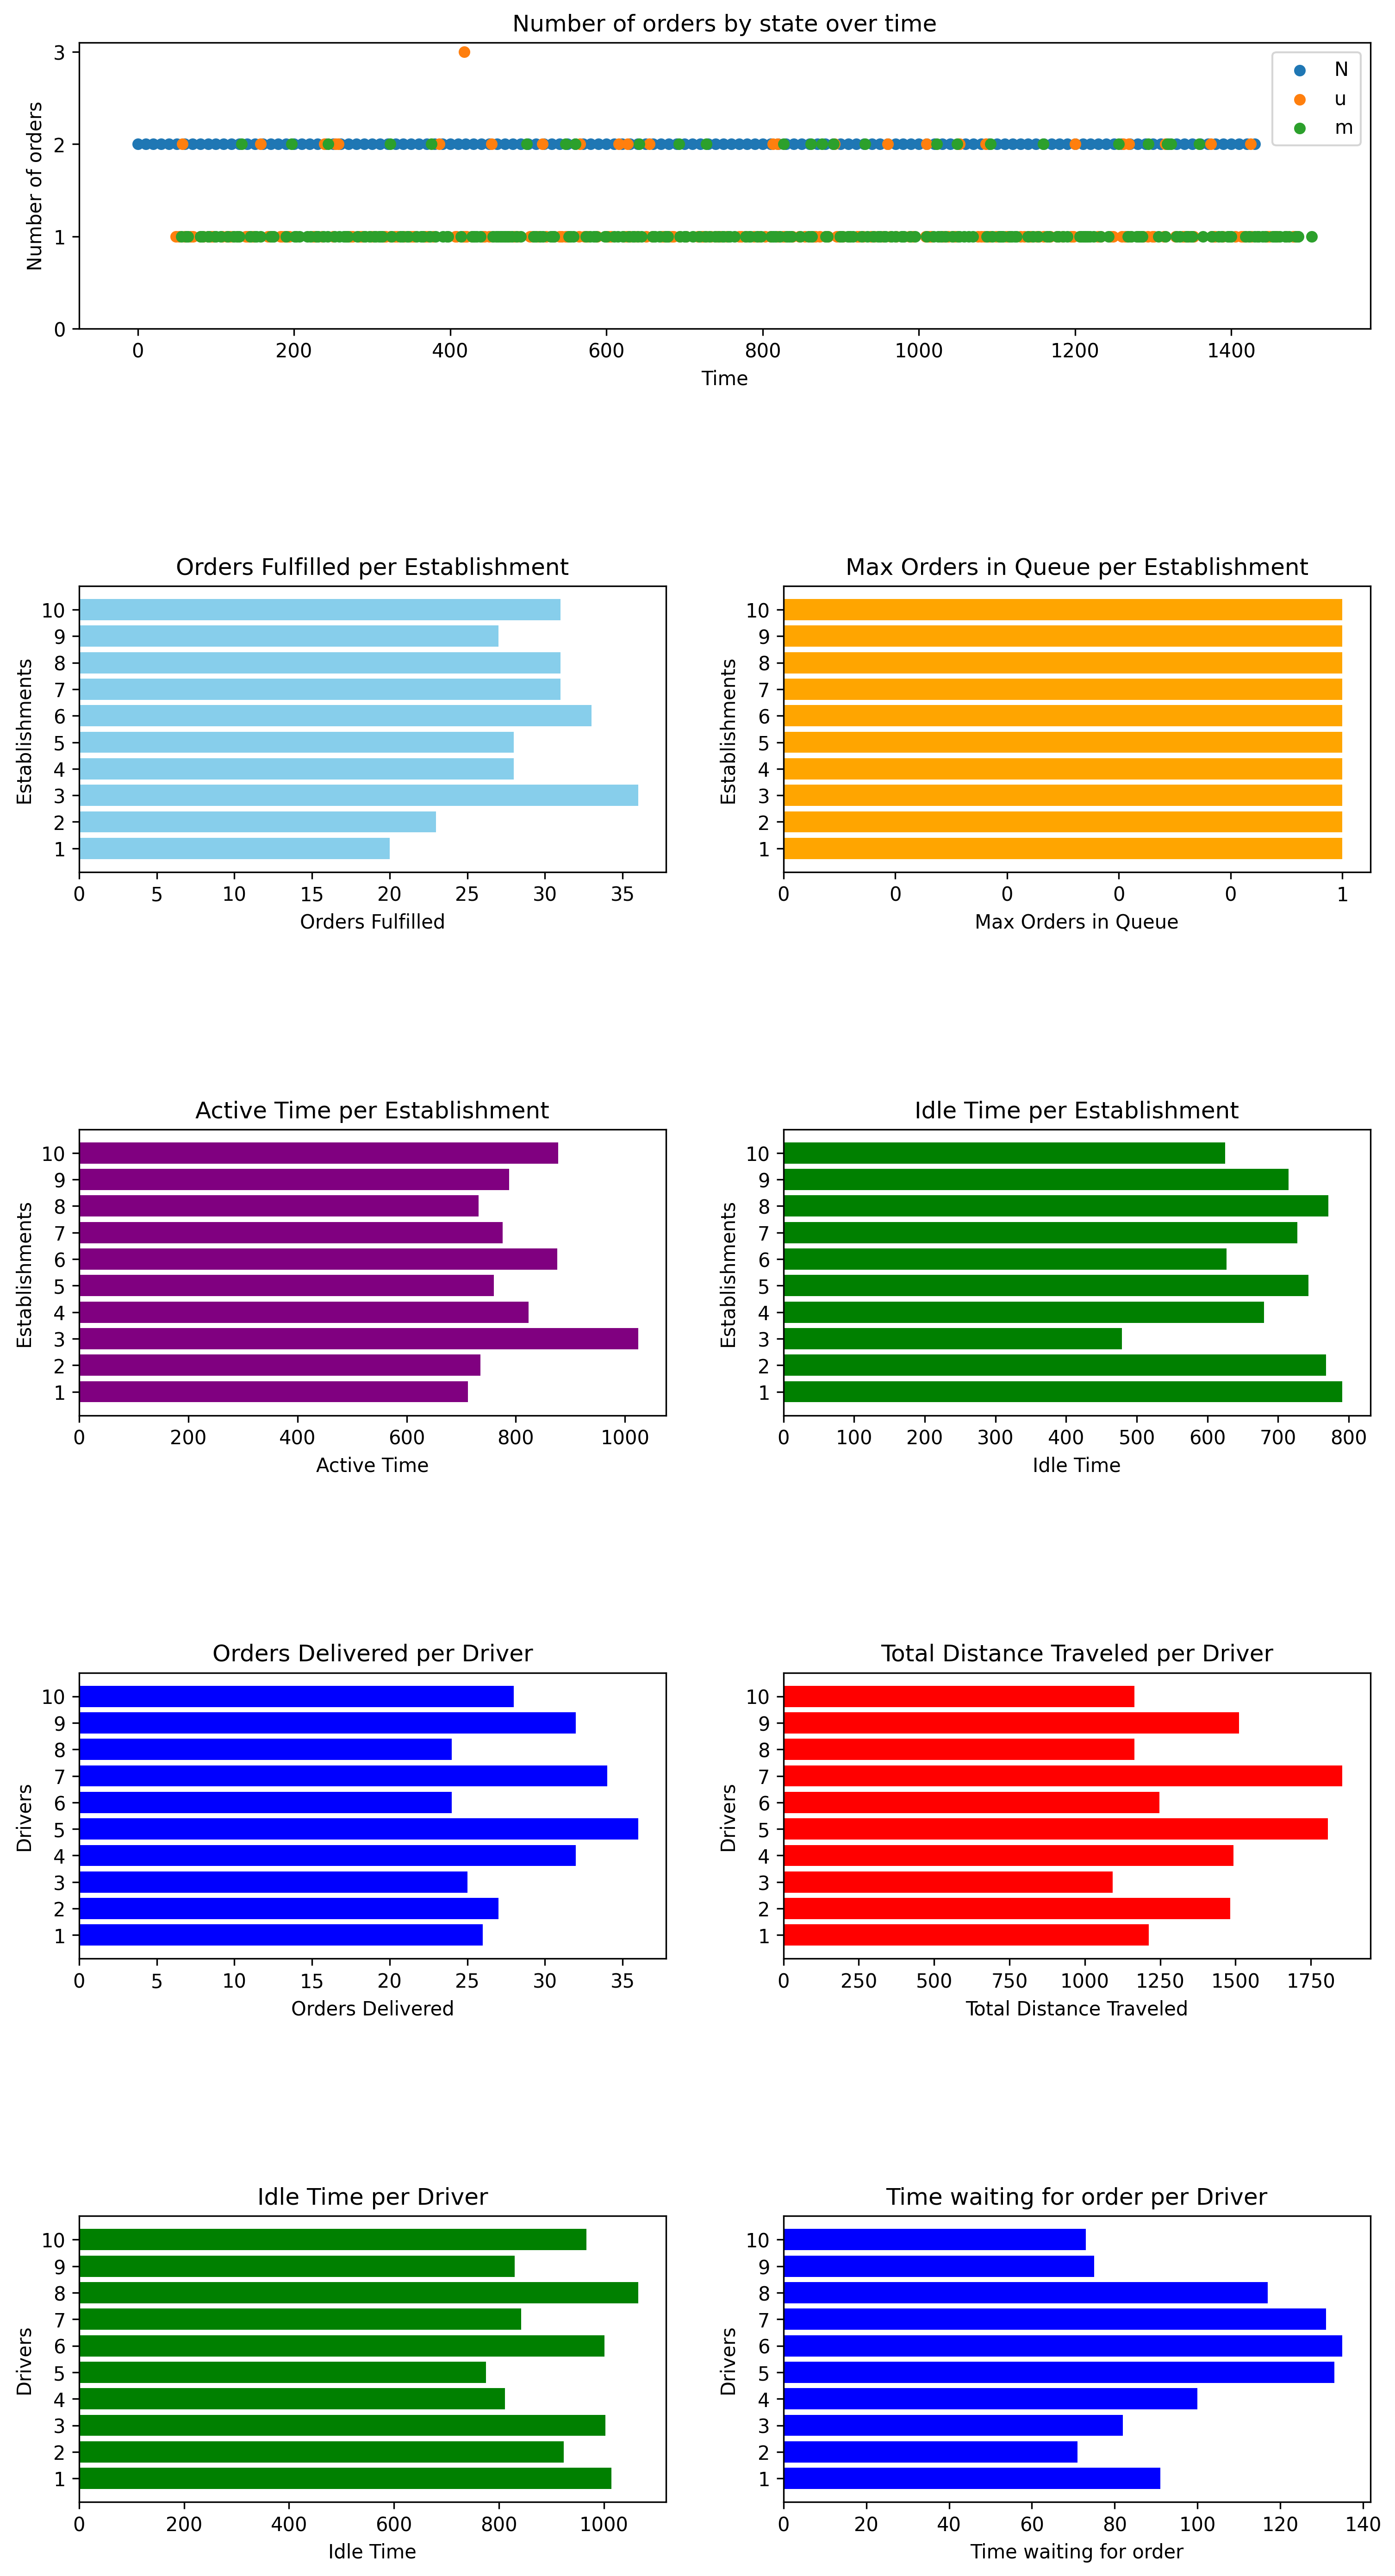 Number of orders by state over time
Number of orders
3
2
1
0
N
u
m
0 200 400 600 800 1000 1200 1400
Time
Orders Fulfilled per Establishment
Establishments
10
9
8
7
6
5
4
3
2
1
0 5 10 15 20 25 30 35
Orders Fulfilled
Max Orders in Queue per Establishment
Establishments
10
9
8
7
6
5
4
3
2
1
0 0 0 0 0 1
Max Orders in Queue
Active Time per Establishment
Establishments
10
9
8
7
6
5
4
3
2
1
0 200 400 600 800 1000
Active Time
Idle Time per Establishment
Establishments
10
9
8
7
6
5
4
3
2
1
0 100 200 300 400 500 600 700 800
Idle Time
Orders Delivered per Driver
Drivers
10
9
8
7
6
5
4
3
2
1
0 5 10 15 20 25 30 35
Orders Delivered
Total Distance Traveled per Driver
Drivers
10
9
8
7
6
5
4
3
2
1
0 250 500 750 1000 1250 1500 1750
Total Distance Traveled
Idle Time per Driver
Drivers
10
9
8
7
6
5
4
3
2
1
0 200 400 600 800 1000
Idle Time
Time waiting for order per Driver
Drivers
10
9
8
7
6
5
4
3
2
1
0 20 40 60 80 100 120 140
Time waiting for order